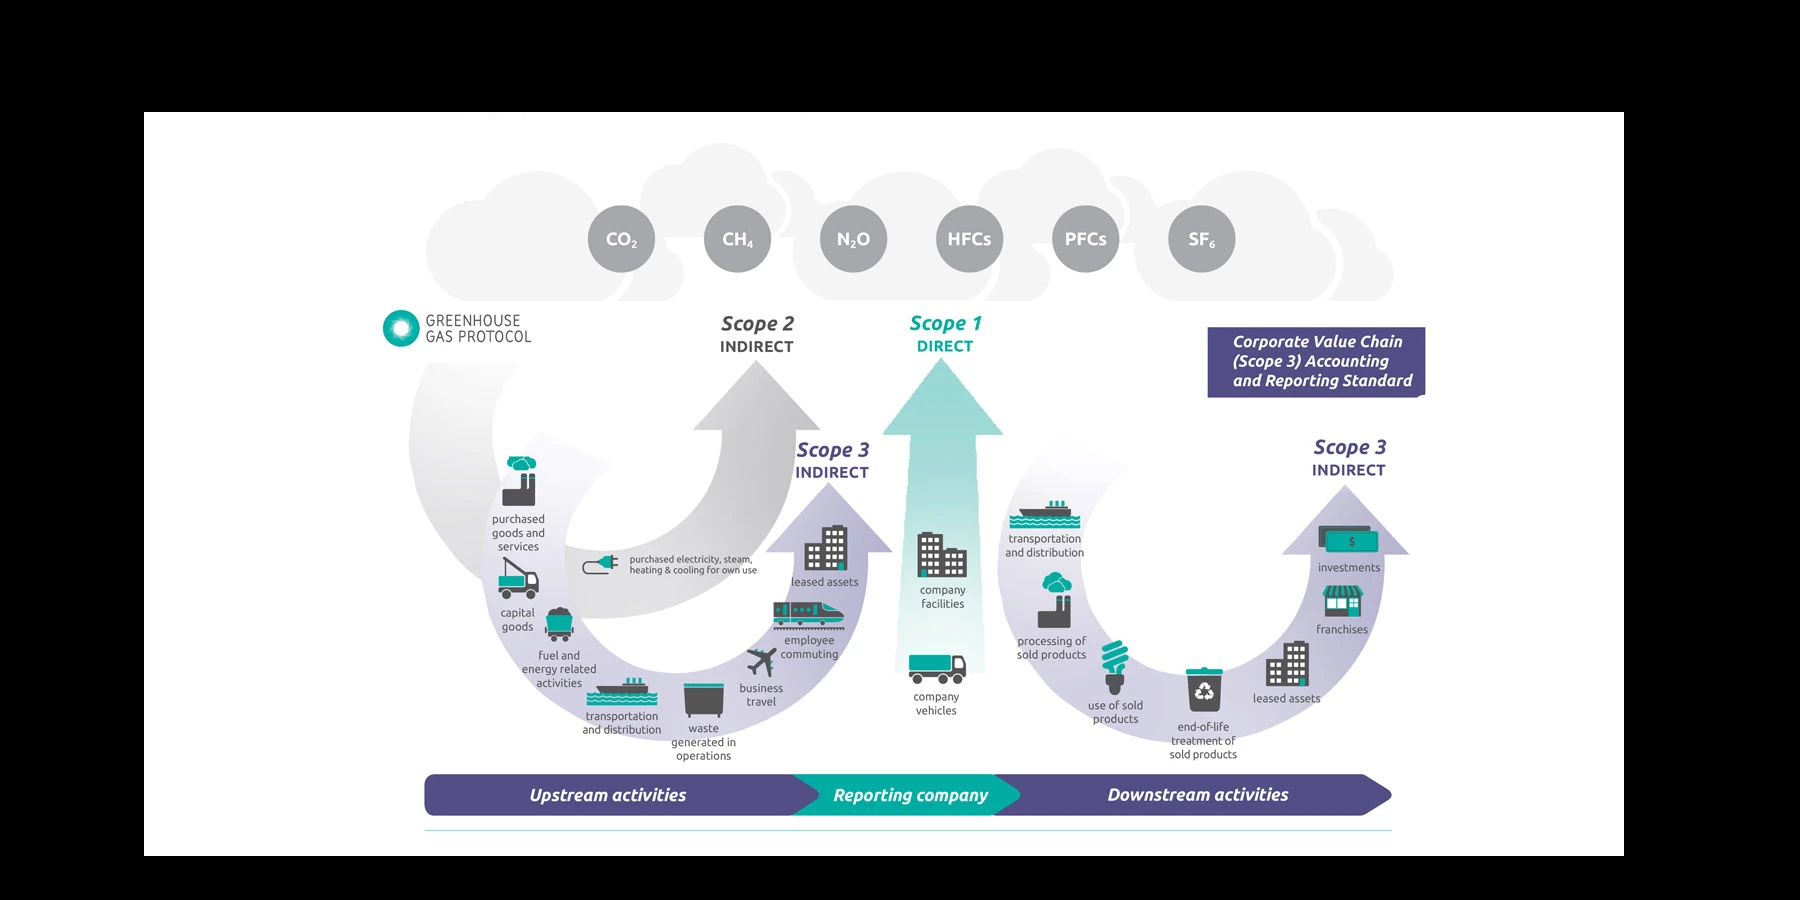 CO₂
CH₄
N₂O
HFCs
PFCs
SF₆
GREENHOUSE
GAS PROTOCOL
Scope 2
INDIRECT
Scope 1
DIRECT
Corporate Value Chain
(Scope 3) Accounting
and Reporting Standard
Scope 3
INDIRECT
Scope 3
INDIRECT
purchased
goods and
services
capital
goods
fuel and
energy related
activities
transportation
and distribution
waste
generated in
operations
business
travel
employee
commuting
leased assets
purchased electricity, steam,
heating & cooling for own use
company
facilities
company
vehicles
transportation
and distribution
processing of
sold products
use of sold
products
end-of-life
treatment of
sold products
leased assets
franchises
$
investments
Upstream activities
Reporting company
Downstream activities